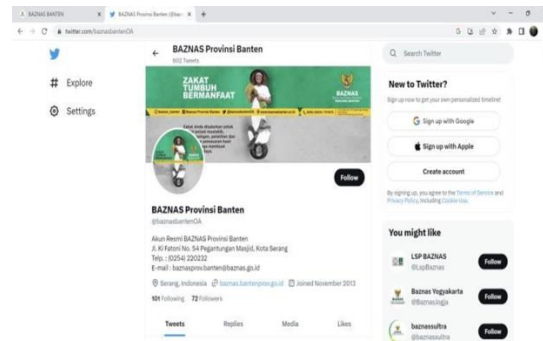 BAZNAS BANTEN
BAZNAS Provinsi Banten (@baz
twitter.com/baznasbantenOA
Explore
Settings
BAZNAS Provinsi Banten
Tweets
ZAKAT
TUMBUH
BERMANFAAT
BAZNAS
Follow
BAZNAS Provinsi Banten
@baznasbantenOA
Akun Resmi BAZNAS Provinsi Banten
Jl. Ki Fatoni No. 54 Pegantungan Masjid, Kota Serang
Telp. : (0254) 220232
E-mail : baznasprov.banten@baznas.go.id
Serang, Indonesia baznas.bantenprov.go.id Joined November 2013
101 Following 72 Followers
Tweets Replies Media Likes
Search Twitter
New to Twitter?
Sign up now to get your own personalized timeline!
Sign up with Google
Sign up with Apple
Create account
By signing up, you agree to the Terms of Service and
Privacy Policy, including Cookie Use.
You might like
LSP BAZNAS
@LspBaznas
Follow
Baznas Yogyakarta
@BaznasJogja
Follow
baznassultra
@baznassultra
Follow